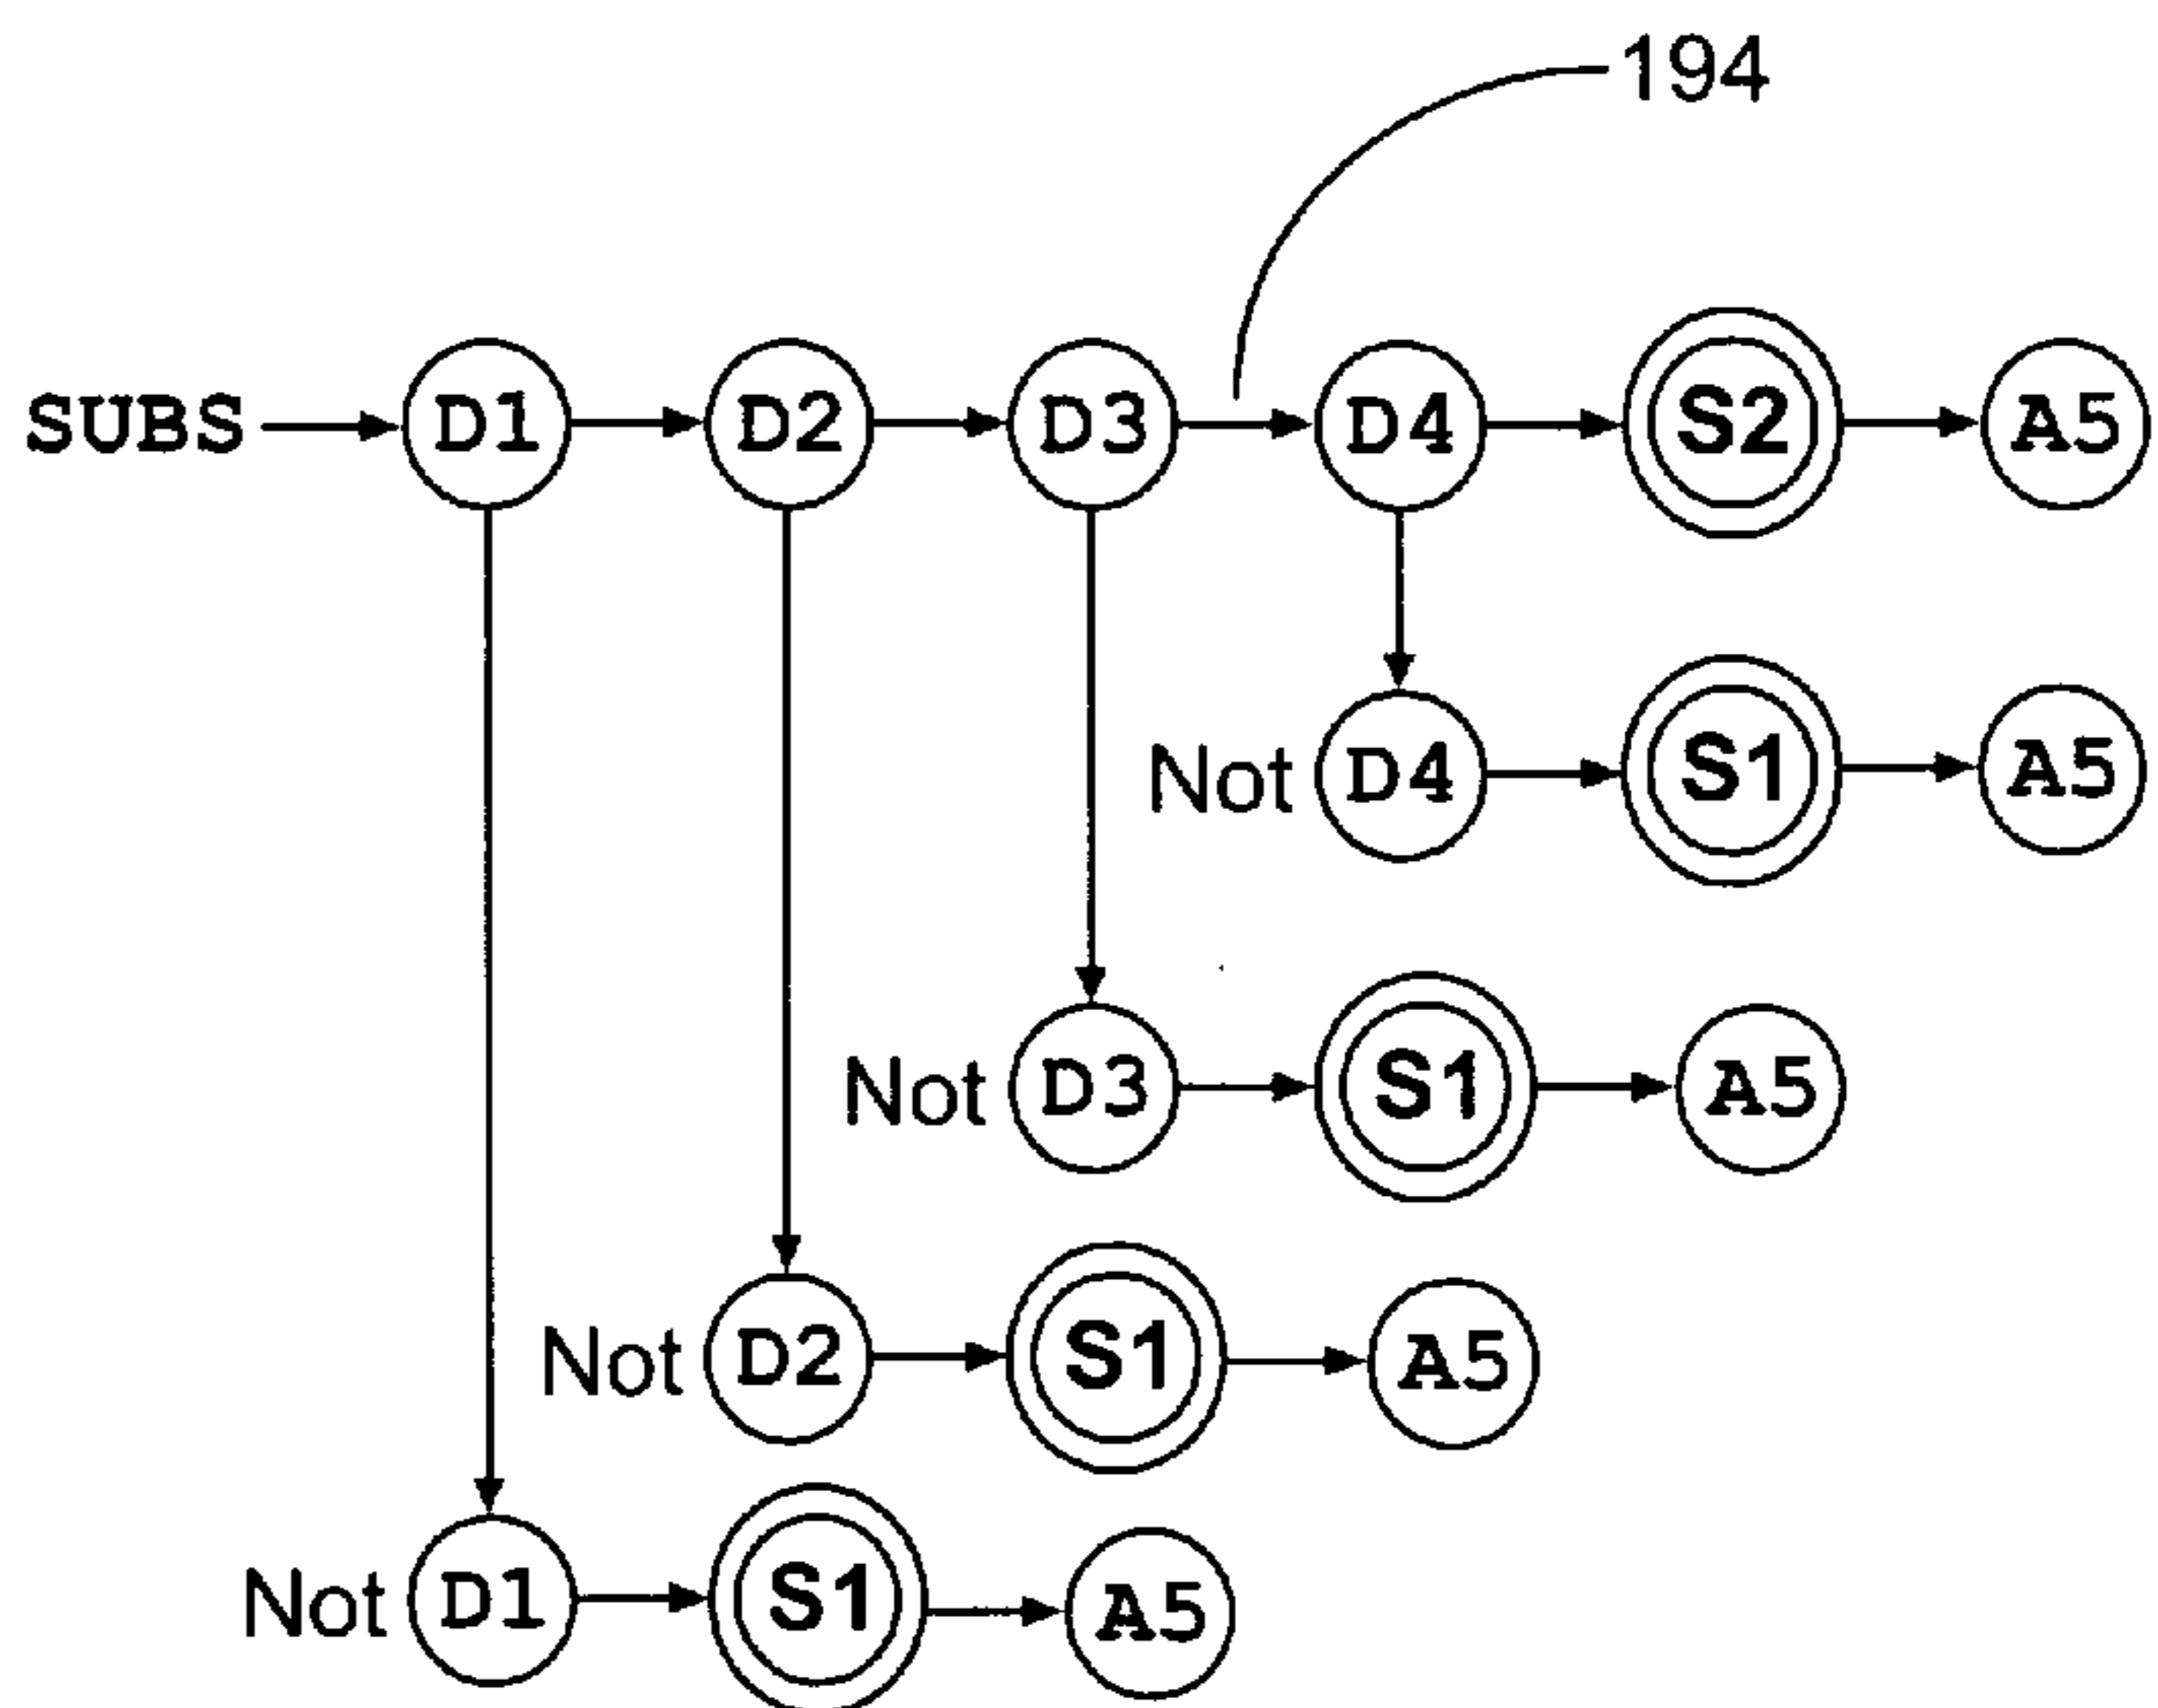 194
SUBS D1 D2 D3 D4 S2 A5
Not D4 S1 A5
Not D3 S1 A5
Not D2 S1 A5
Not D1 S1 A5